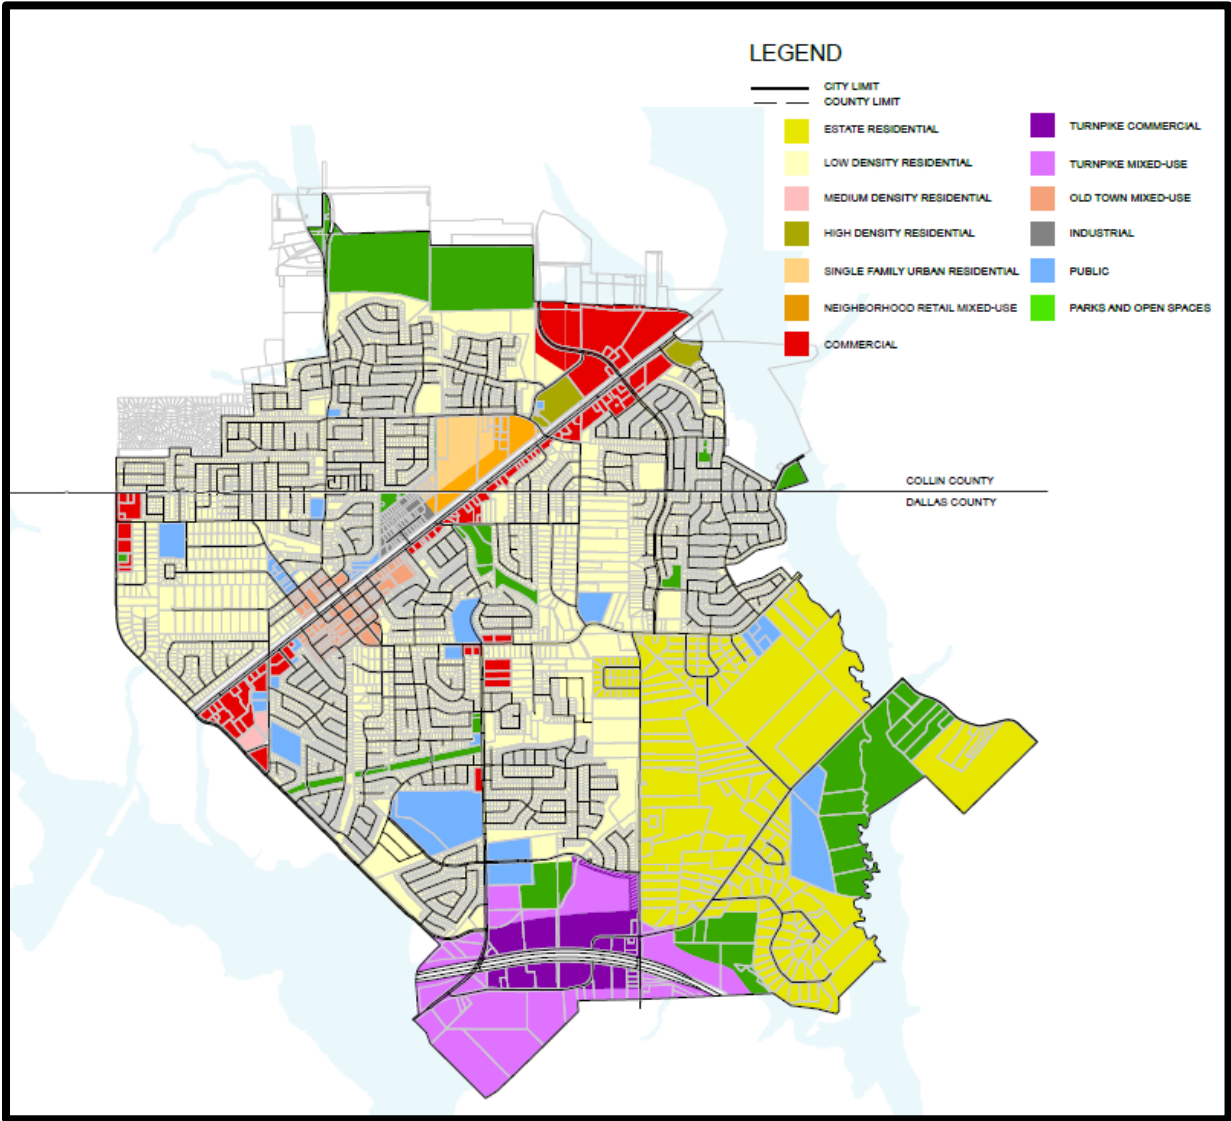 LEGEND
CITY LIMIT
COUNTY LIMIT
ESTATE RESIDENTIAL
LOW DENSITY RESIDENTIAL
MEDIUM DENSITY RESIDENTIAL
HIGH DENSITY RESIDENTIAL
SINGLE FAMILY URBAN RESIDENTIAL
NEIGHBORHOOD RETAIL MIXED-USE
COMMERCIAL
TURNPIKE COMMERCIAL
TURNPIKE MIXED-USE
OLD TOWN MIXED-USE
INDUSTRIAL
PUBLIC
PARKS AND OPEN SPACES
COLLIN COUNTY
DALLAS COUNTY